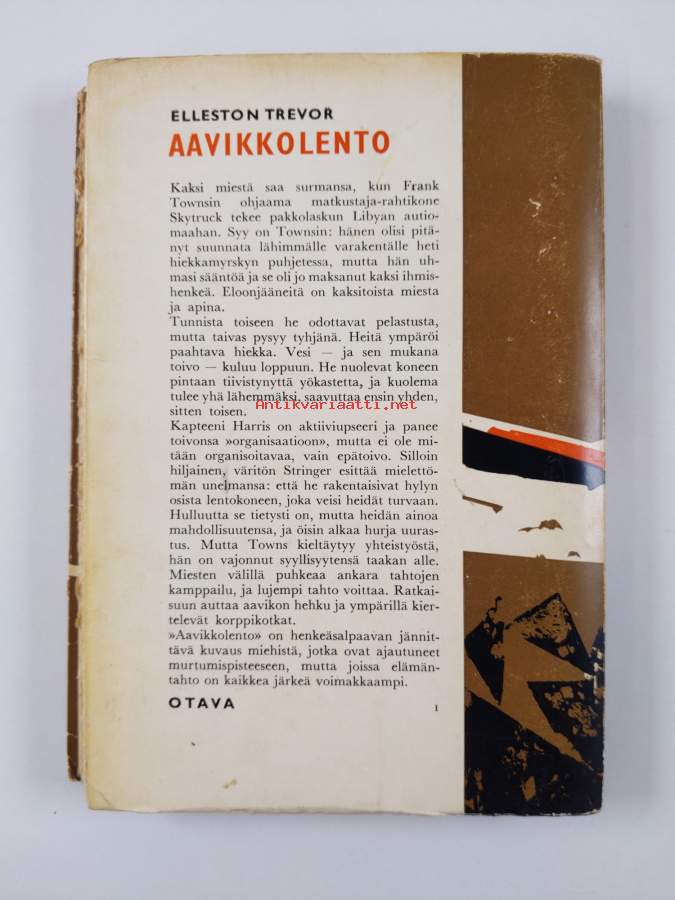 ELLESTON TREVOR
AAVIKKOLENTO
Kaksi miestä saa surmansa, kun Frank
Townsin ohjaama matkustaja-rahtikone
Skytruck tekee pakkolaskun Libyan autio-
maahan. Syy on Townsin: hänen olisi pitä-
nyt suunnata lähimmälle varakentälle heti
hiekkamyrskyn puhjetessa, mutta hän uh-
masi sääntöä ja se oli jo maksanut kaksi ihmis-
henkeä. Eloonjääneitä on kaksitoista miesta
ja apina.
Tunnista toiseen he odottavat pelastusta,
mutta taivas pysyy tyhjänä. Heitä ympäröi
paahtava hiekka. Vesi — ja sen mukana
toivo — kuluu loppuun. He nuolevat koneen
pintaan tiivistynyttä yökastetta, ja kuolema
tulee yhä lähemmäksi, saavuttaa ensin yhden,
sitten toisen.
Antikvariaatti.net
Kapteeni Harris on aktiiviupseeri ja panee
toivonsa »organisaatioon», mutta ei ole mi-
tään organisoitavaa, vain epätoivo. Silloin
hiljainen, väritön Stringer esittää mielettö-
män unelmansa: että he rakentaisivat hylyn
osista lentokoneen, joka veisi heidät turvaan.
Hulluutta se tietysti on, mutta heidän ainoa
mahdollisuutensa, ja öisin alkaa hurja uuras-
tus. Mutta Towns kieltäytyy yhteistyöstä,
hän on vajonnut syyllisyytensä taakan alle.
Miesten välillä puhkeaa ankara tahtojen
kamppailu, ja lujempi tahto voittaa. Ratkai-
suun auttaa aavikon hehku ja ympärillä kier-
televät korppikotkat.
»Aavikkolento» on henkeäsalpaavan jännit-
tävä kuvaus miehistä, jotka ovat ajautuneet
murtumispisteeseen, mutta joissa elämän-
tahto on kaikkea järkeä voimakkaampi.
OTAVA
1